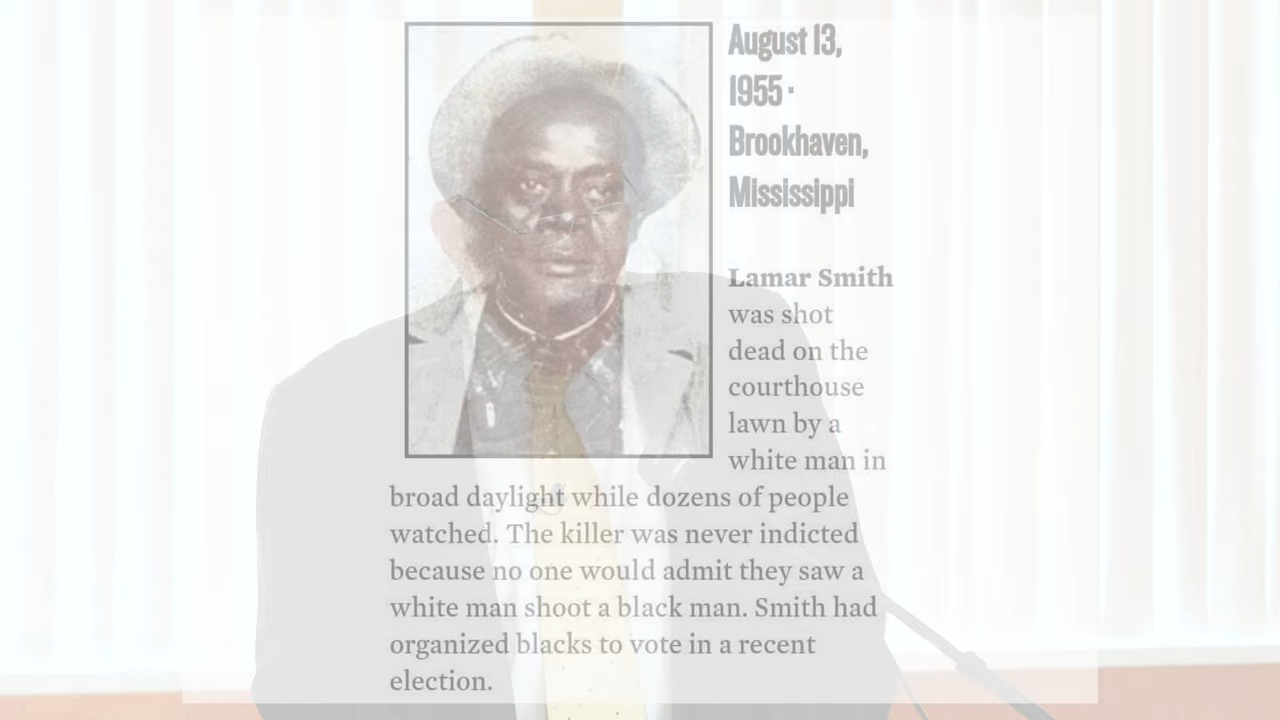 August 13,
1955 ·
Brookhaven,
Mississippi
Lamar Smith
was shot
dead on the
courthouse
lawn by a
white man in
broad daylight while dozens of people
watched. The killer was never indicted
because no one would admit they saw a
white man shoot a black man. Smith had
organized blacks to vote in a recent
election.